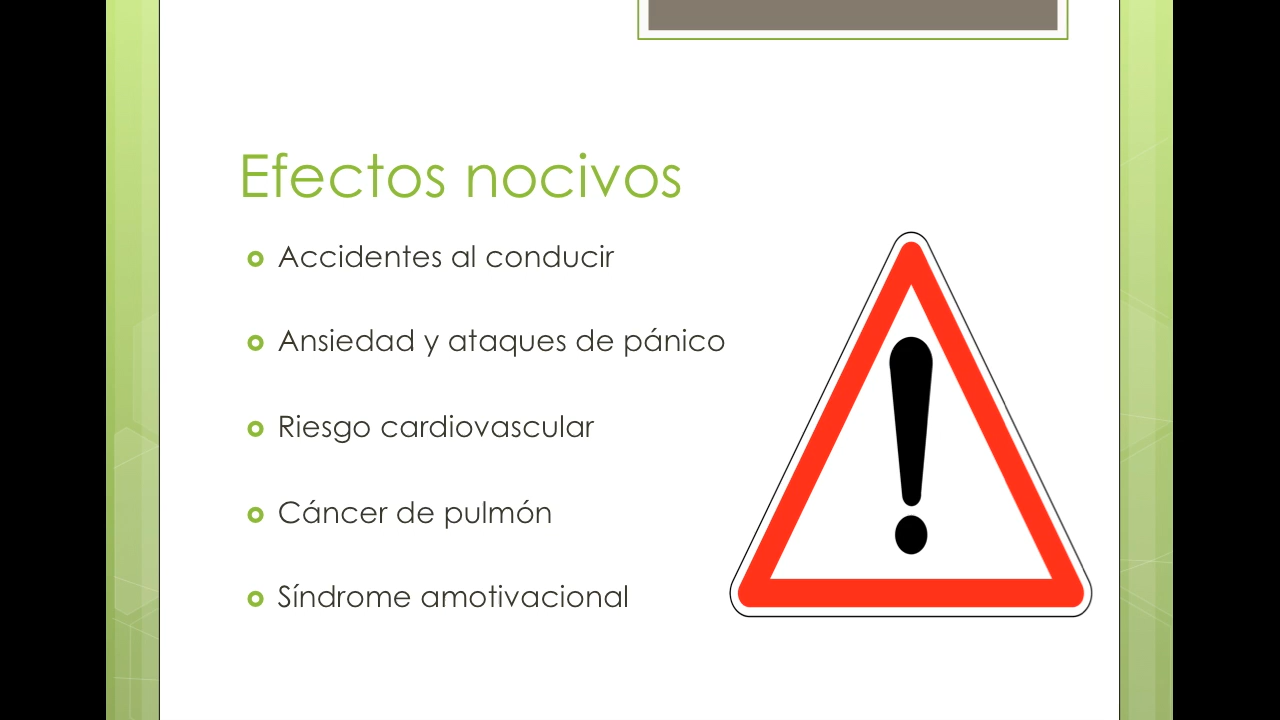 Efectos nocivos
Accidentes al conducir
Ansiedad y ataques de pánico
Riesgo cardiovascular
Cáncer de pulmón
Síndrome amotivacional